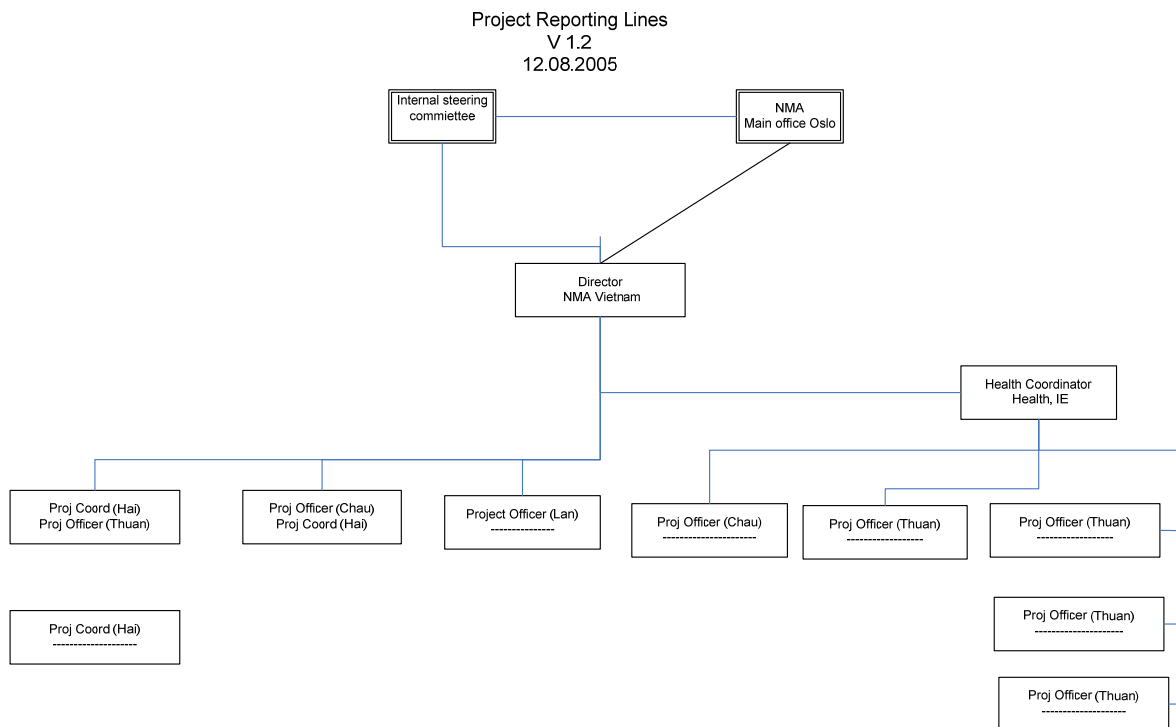 Project Reporting Lines
V 1.2
12.08.2005
Internal steering
commiettee
NMA
Main office Oslo
Director
NMA Vietnam
Health Coordinator
Health, IE
Proj Coord (Hai)
Proj Officer (Thuan)
Proj Officer (Chau)
Proj Coord (Hai)
Project Officer (Lan)
---------------
Proj Officer (Chau)
----------------------
Proj Officer (Thuan)
------------------
Proj Officer (Thuan)
------------------
Proj Coord (Hai)
--------------------
Proj Officer (Thuan)
---------------------
Proj Officer (Thuan)
--------------------